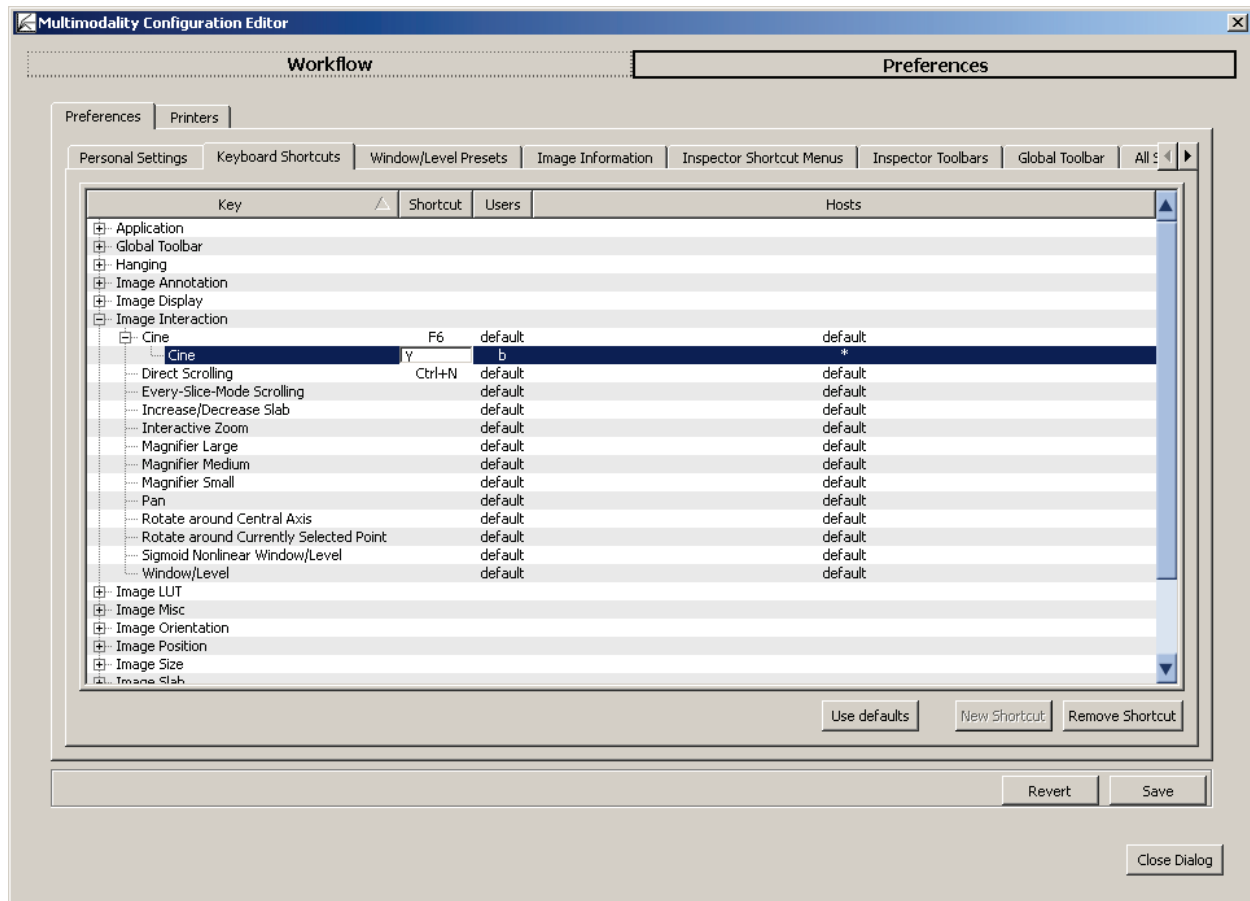 Multimodality Configuration Editor
Workflow Preferences
Preferences Printers
Personal Settings Keyboard Shortcuts Window/Level Presets Image Information Inspector Shortcut Menus Inspector Toolbars Global Toolbar All
Key Shortcut Users Hosts
Application
Global Toolbar
Hanging
Image Annotation
Image Display
Image Interaction
Cine F6 default default
Cine y b *
Direct Scrolling Ctrl+N default default
Every-Slice-Mode Scrolling default default
Increase/Decrease Slab default default
Interactive Zoom default default
Magnifier Large default default
Magnifier Medium default default
Magnifier Small default default
Pan default default
Rotate around Central Axis default default
Rotate around Currently Selected Point default default
Sigmoid Nonlinear Window/Level default default
Window/Level default default
Image LUT
Image Misc
Image Orientation
Image Position
Image Size
Image Slab
Use defaults New Shortcut Remove Shortcut
Revert Save
Close Dialog